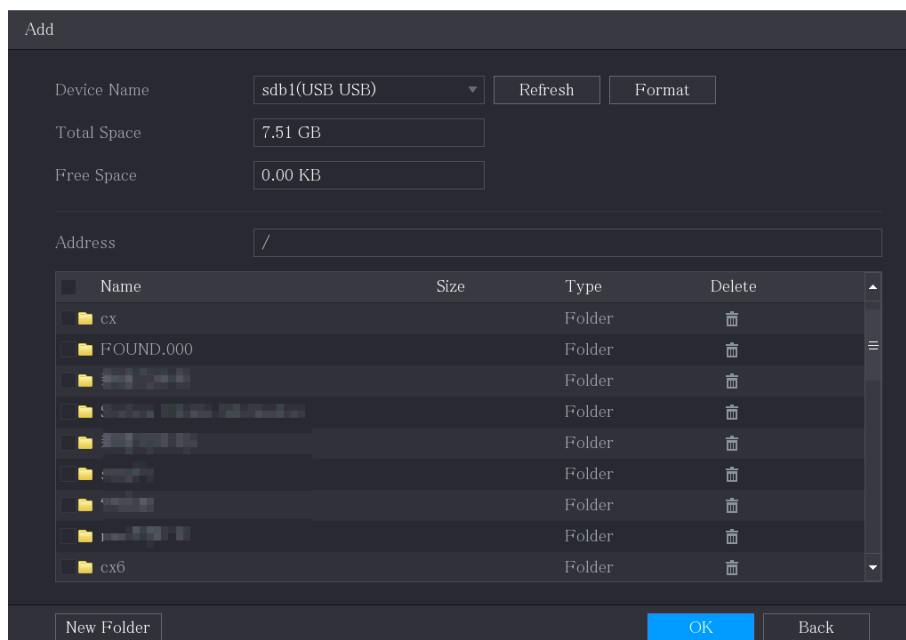 Add
Device Name sdb1(USB USB) Refresh Format
Total Space 7.51 GB
Free Space 0.00 KB
Address /
Name Size Type Delete
cx Folder
FOUND.000 Folder
Folder
Folder
Folder
Folder
Folder
Folder
cx6 Folder
New Folder OK Back